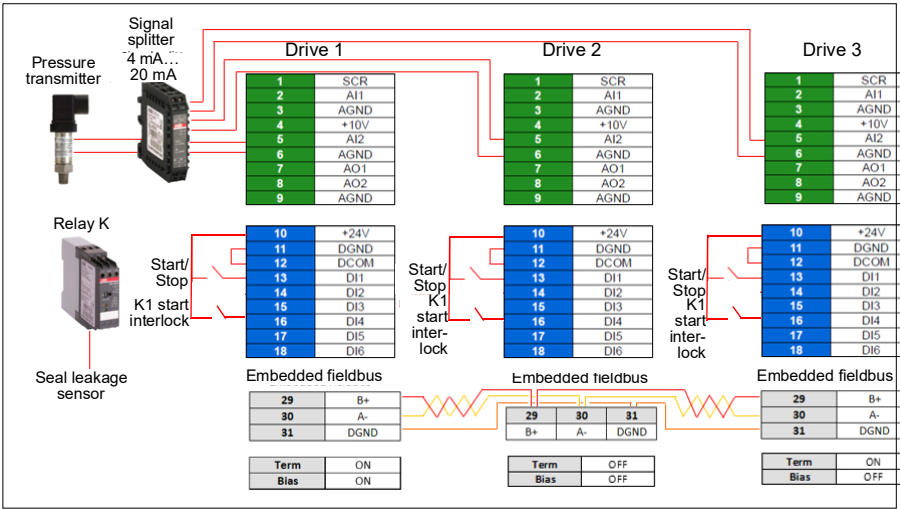 Signal
splitter
4 mA…
20 mA
Pressure
transmitter
Drive 1
Drive 2
Drive 3
1 SCR
2 AI1
3 AGND
4 +10V
5 AI2
6 AGND
7 AO1
8 AO2
9 AGND
1 SCR
2 AI1
3 AGND
4 +10V
5 AI2
6 AGND
7 AO1
8 AO2
9 AGND
1 SCR
2 AI1
3 AGND
4 +10V
5 AI2
6 AGND
7 AO1
8 AO2
9 AGND
Relay K
Seal leakage
sensor
Start/
Stop
K1 start
interlock
10 +24V
11 DGND
12 DCOM
13 DI1
14 DI2
15 DI3
16 DI4
17 DI5
18 DI6
Start/
Stop
K1
start
inter-
lock
10 +24V
11 DGND
12 DCOM
13 DI1
14 DI2
15 DI3
16 DI4
17 DI5
18 DI6
Start/
Stop
K1
start
inter-
lock
10 +24V
11 DGND
12 DCOM
13 DI1
14 DI2
15 DI3
16 DI4
17 DI5
18 DI6
Embedded fieldbus
29 B+
30 A-
31 DGND
Term ON
Bias ON
Embedded fieldbus
29 30 31
B+ A- DGND
Term OFF
Bias OFF
Embedded fieldbus
29 B+
30 A-
31 DGND
Term ON
Bias OFF